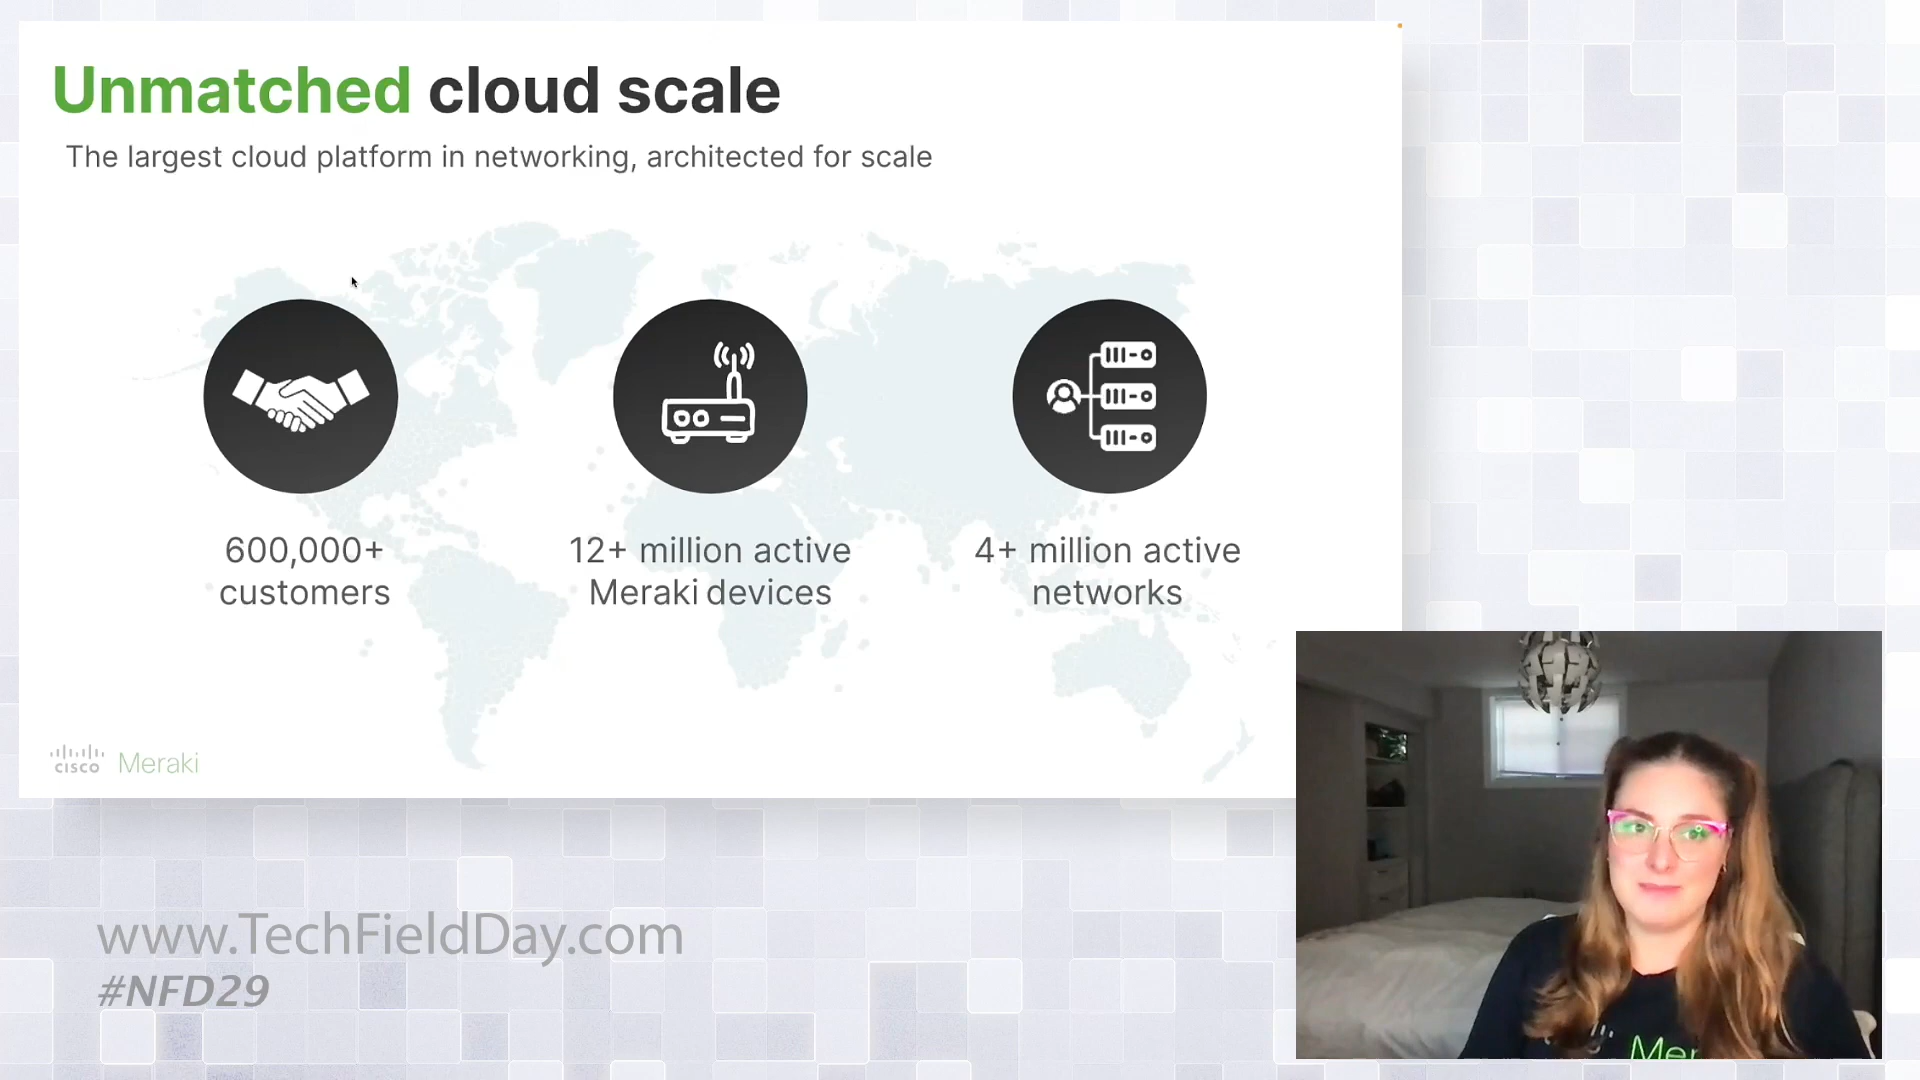 Unmatched cloud scale
The largest cloud platform in networking, architected for scale
600,000+
customers
12+ million active
Meraki devices
4+ million active
networks
CISCO Meraki
www.TechFieldDay.com
#NFD29
Mer